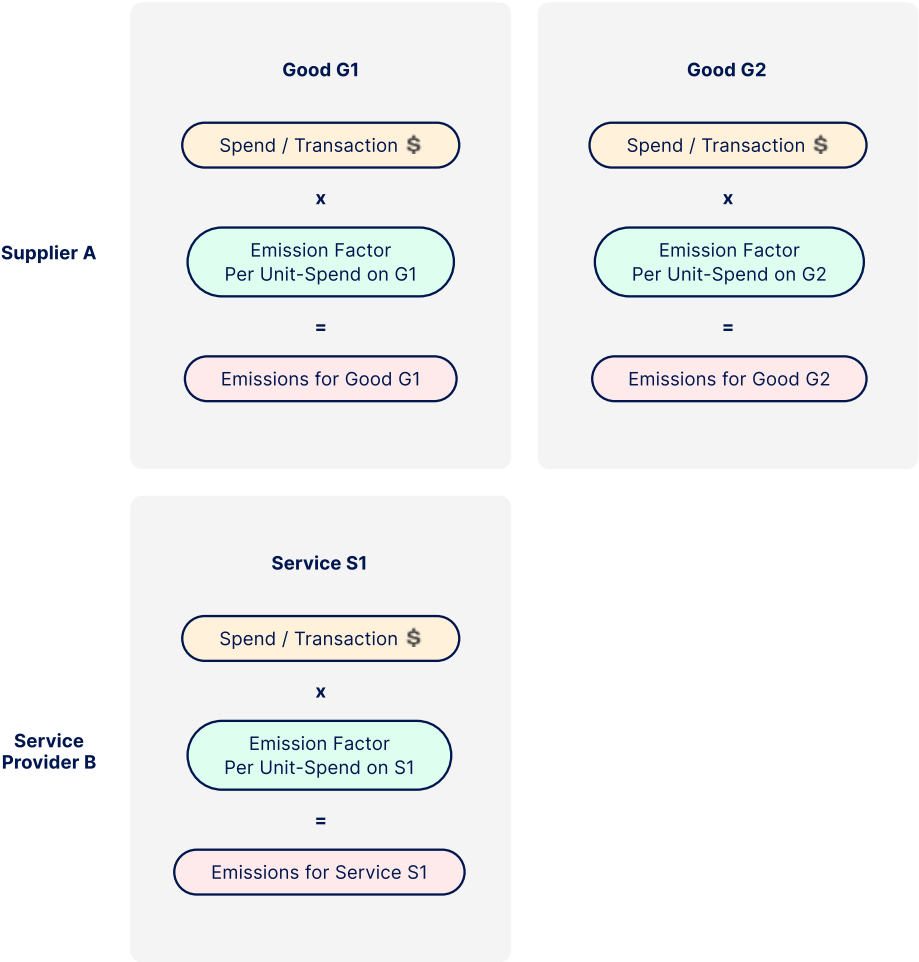 Supplier A
Good G1
Spend / Transaction $
x
Emission Factor
Per Unit-Spend on G1
=
Emissions for Good G1
Good G2
Spend / Transaction $
x
Emission Factor
Per Unit-Spend on G2
=
Emissions for Good G2
Service
Provider B
Service S1
Spend / Transaction $
x
Emission Factor
Per Unit-Spend on S1
=
Emissions for Service S1